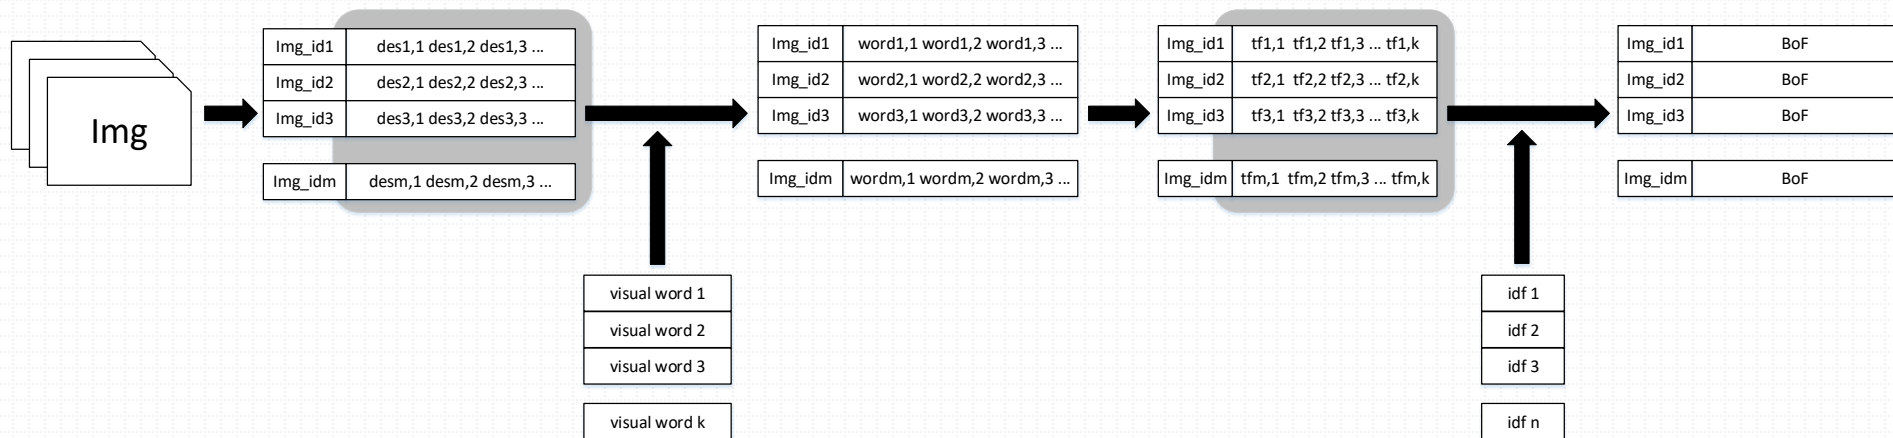 Img
Img_id1 des1,1 des1,2 des1,3 ...
Img_id2 des2,1 des2,2 des2,3 ...
Img_id3 des3,1 des3,2 des3,3 ...
Img_idm desm,1 desm,2 desm,3 ...
visual word 1
visual word 2
visual word 3
visual word k
Img_id1 word1,1 word1,2 word1,3 ...
Img_id2 word2,1 word2,2 word2,3 ...
Img_id3 word3,1 word3,2 word3,3 ...
Img_idm wordm,1 wordm,2 wordm,3 ...
Img_id1 tf1,1 tf1,2 tf1,3 ... tf1,k
Img_id2 tf2,1 tf2,2 tf2,3 ... tf2,k
Img_id3 tf3,1 tf3,2 tf3,3 ... tf3,k
Img_idm tfm,1 tfm,2 tfm,3 ... tfm,k
idf 1
idf 2
idf 3
idf n
Img_id1 BoF
Img_id2 BoF
Img_id3 BoF
Img_idm BoF